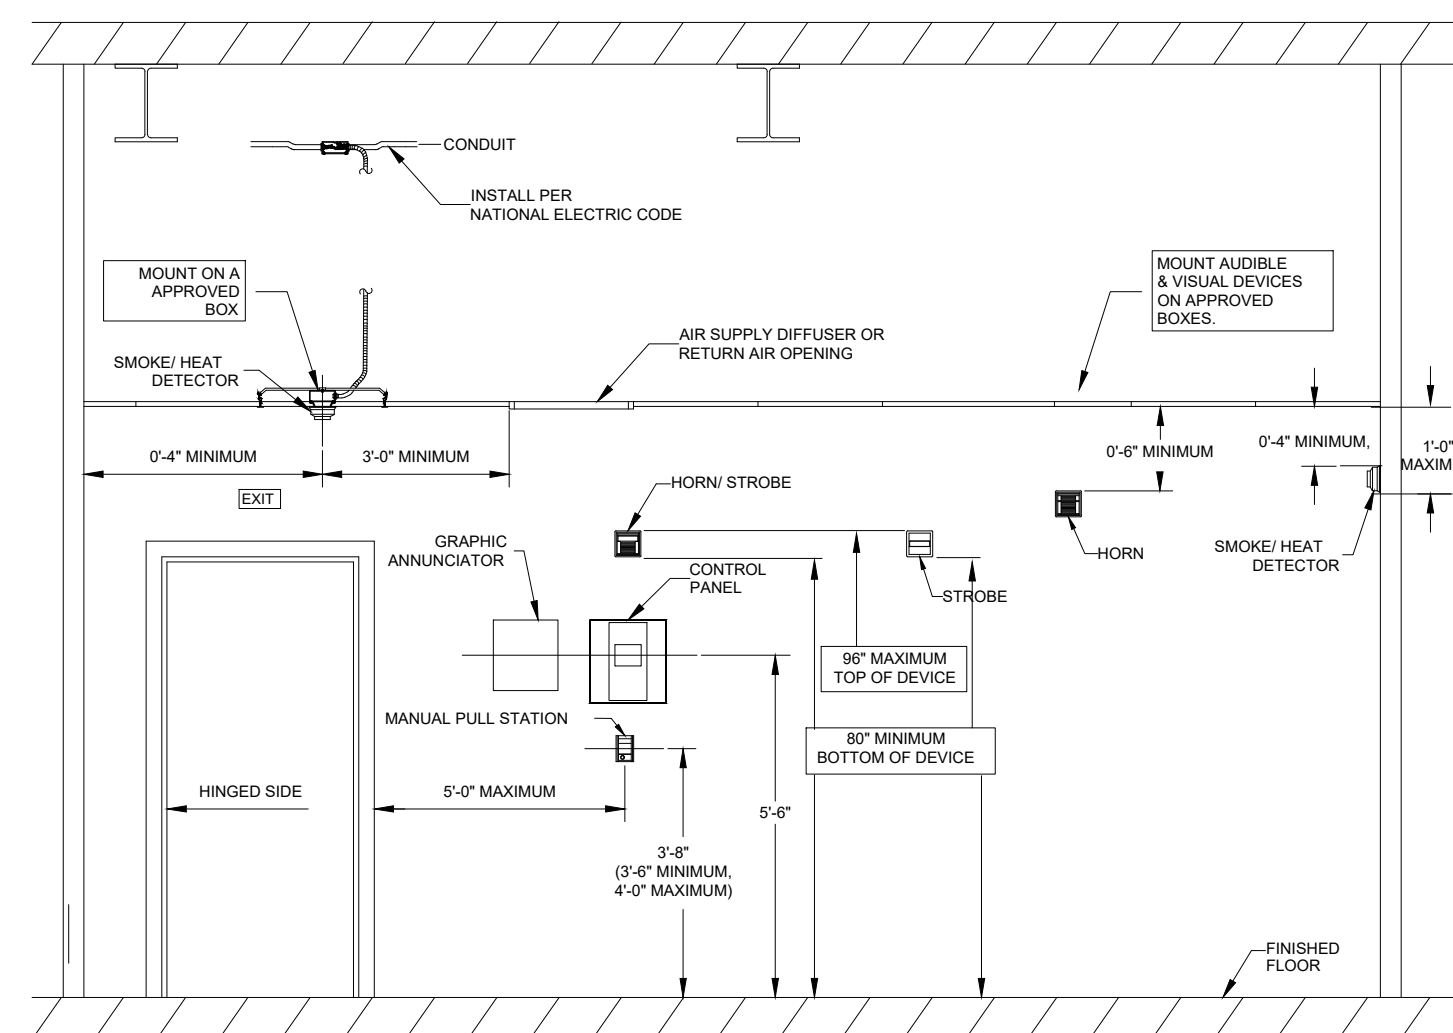 CONDUIT
INSTALL PER
NATIONAL ELECTRIC CODE
MOUNT ON A
APPROVED
BOX
MOUNT AUDIBLE
& VISUAL DEVICES
ON APPROVED
BOXES.
AIR SUPPLY DIFFUSER OR
RETURN AIR OPENING
SMOKE/ HEAT
DETECTOR
0'-4" MINIMUM
3'-0" MINIMUM
0'-6" MINIMUM
0'-4" MINIMUM,
1'-0"
MAXIM
EXIT
HORN/ STROBE
GRAPHIC
ANNUNCIATOR
CONTROL
PANEL
HORN
SMOKE/ HEAT
DETECTOR
STROBE
96" MAXIMUM
TOP OF DEVICE
MANUAL PULL STATION
80" MINIMUM
BOTTOM OF DEVICE
HINGED SIDE
5'-0" MAXIMUM
5'-6"
3'-8"
(3'-6" MINIMUM,
4'-0" MAXIMUM)
FINISHED
FLOOR